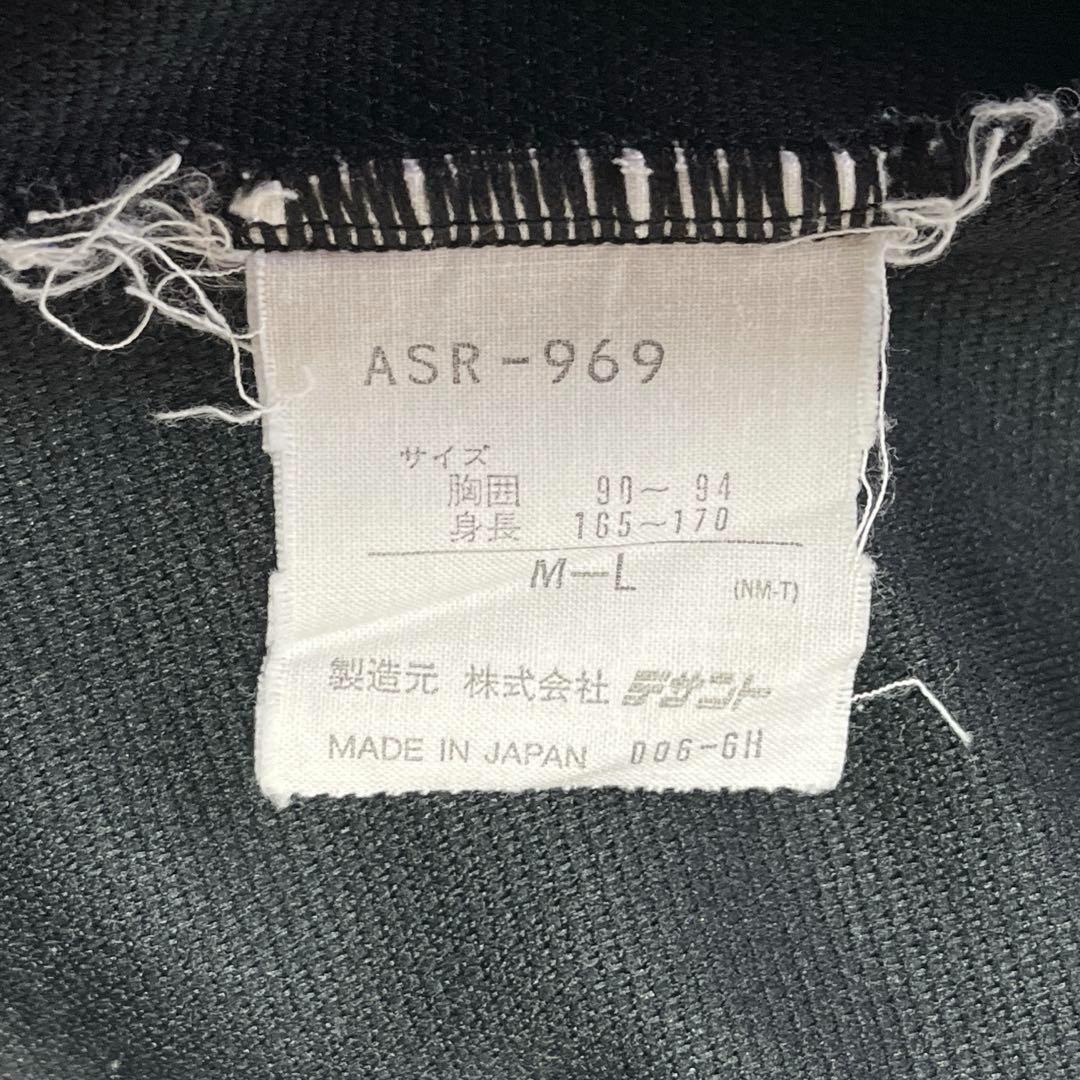 ASR-969
サイズ
胸囲 90～94
身長 165～170
M—L (NM-T)
製造元 株式会社 デサント
MADE IN JAPAN D06-GH